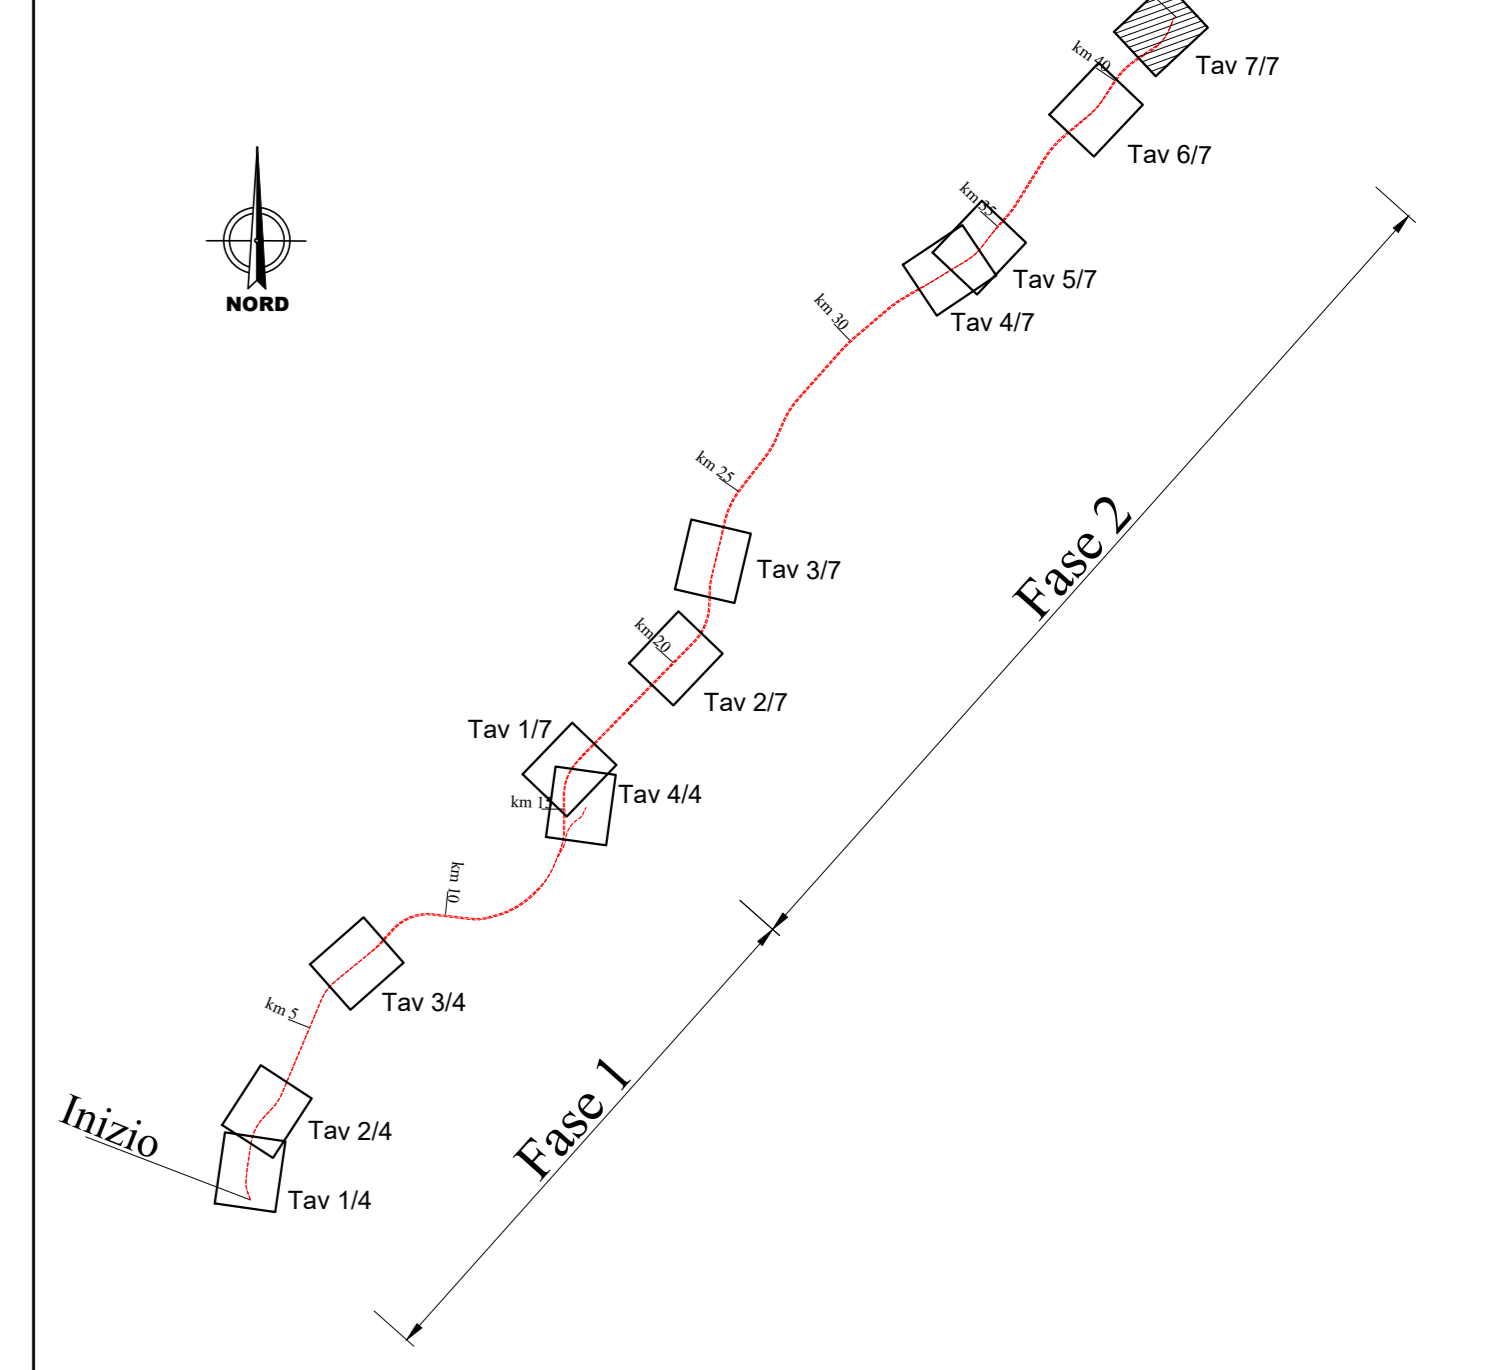 km 40
Tav 7/7
Tav 6/7
km 35
Tav 5/7
Tav 4/7
NORD
km 30
km 25
Fase 2
Tav 3/7
km 20
Tav 2/7
Tav 1/7
Tav 4/4
km 15
km 10
Tav 3/4
km 5
Fase 1
Inizio
Tav 2/4
Tav 1/4